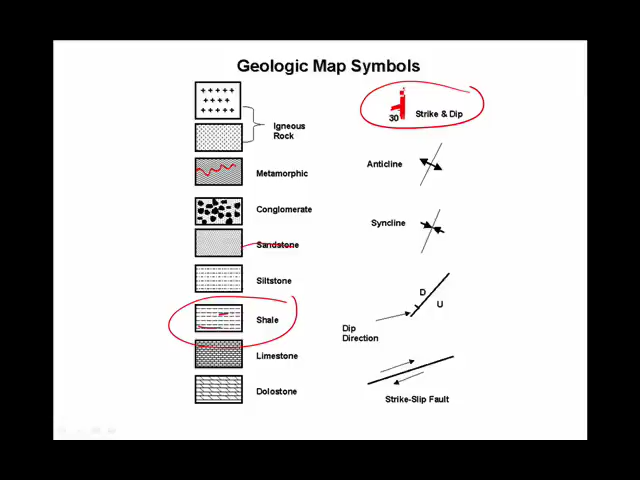 Geologic Map Symbols
Igneous
Rock
Metamorphic
Conglomerate
Sandstone
Siltstone
Shale
Limestone
Dolostone
30
Strike & Dip
Anticline
Syncline
D
U
Dip
Direction
Strike-Slip Fault